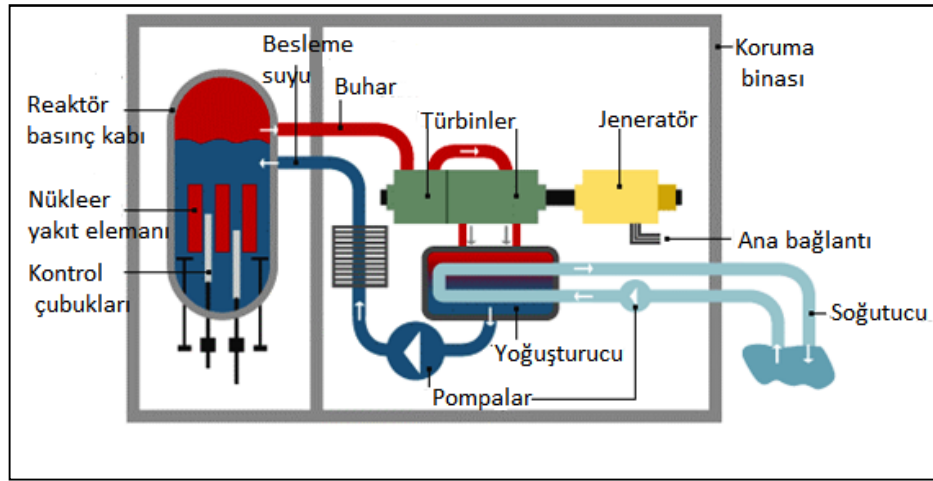 Besleme
suyu
Buhar
Koruma
binası
Reaktör
basınç kabı
Türbinler
Jeneratör
Nükleer
yakıt elemanı
Ana bağlantı
Kontrol
çubukları
Soğutucu
Yoğuşturucu
Pompalar